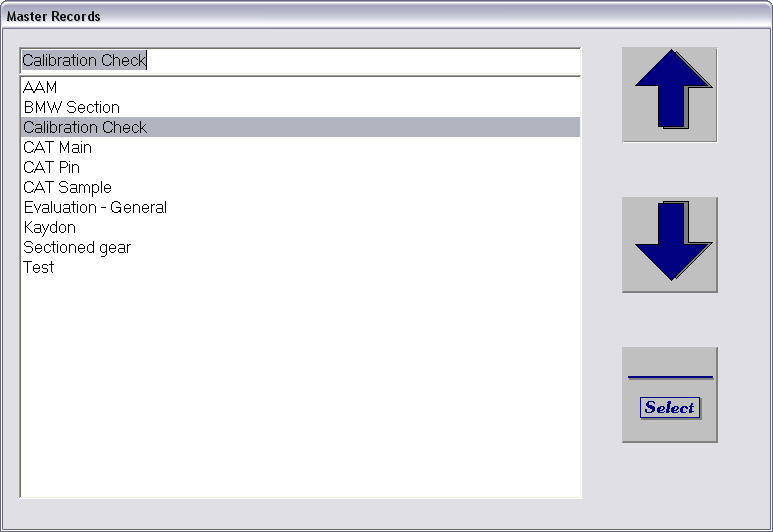 Master Records
Calibration Check
AAM
BMW Section
Calibration Check
CAT Main
CAT Pin
CAT Sample
Evaluation - General
Kaydon
Sectioned gear
Test
Select